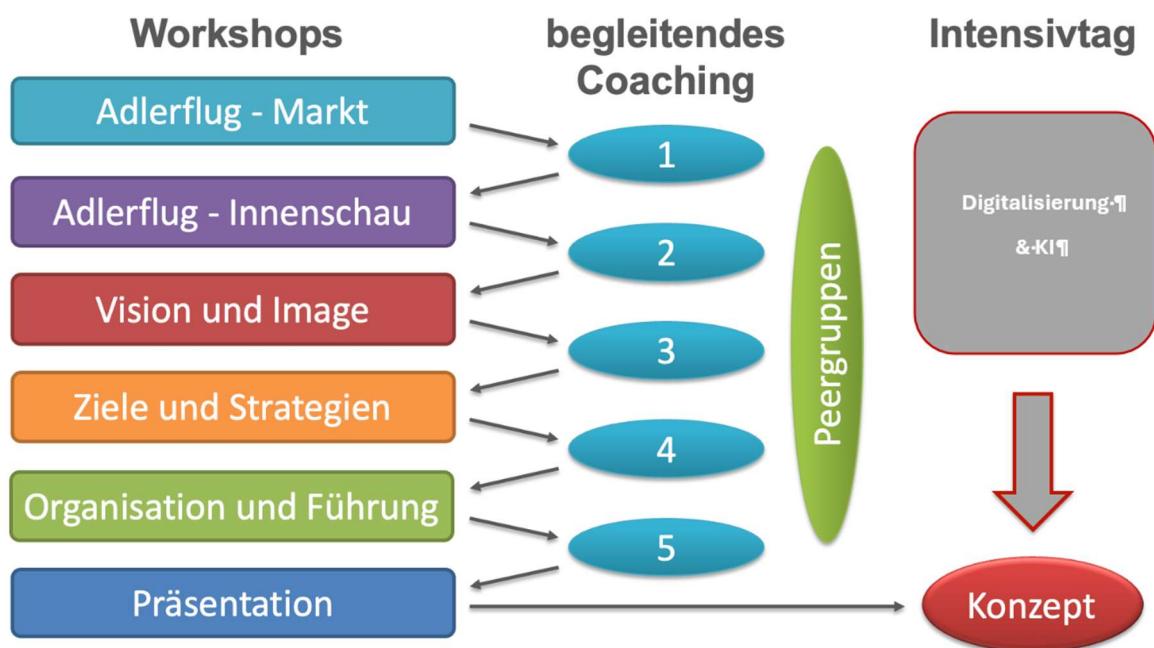 Workshops
begleitendes
Coaching
Intensivtag
Adlerflug - Markt
Adlerflug - Innenschau
Vision und Image
Ziele und Strategien
Organisation und Führung
Präsentation
1
2
3
4
5
Peergruppen
Digitalisierung·¶
&·KI¶
Konzept